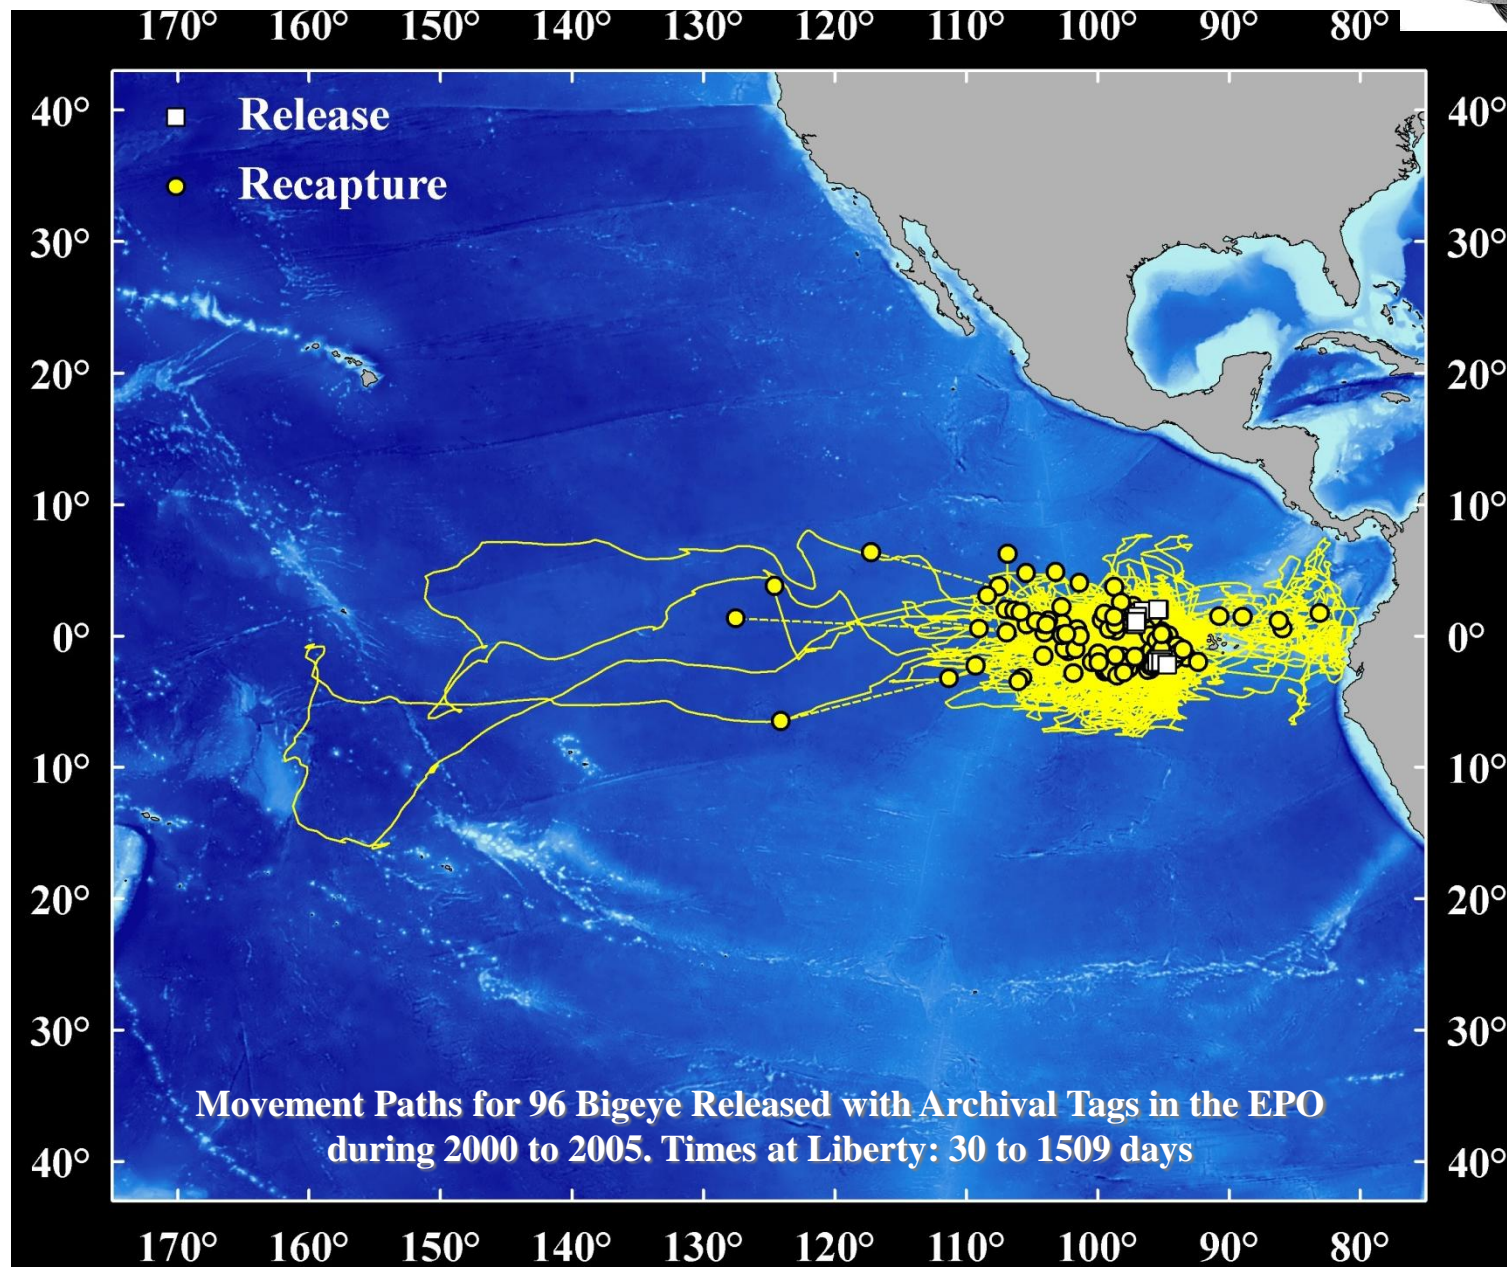 170° 160° 150° 140° 130° 120° 110° 100° 90° 80°
40° 40°
Release
Recapture
30° 30°
20° 20°
10° 10°
0° 0°
10° 10°
20° 20°
30° 30°
Movement Paths for 96 Bigeye Released with Archival Tags in the EPO
during 2000 to 2005. Times at Liberty: 30 to 1509 days
40° 40°
170° 160° 150° 140° 130° 120° 110° 100° 90° 80°